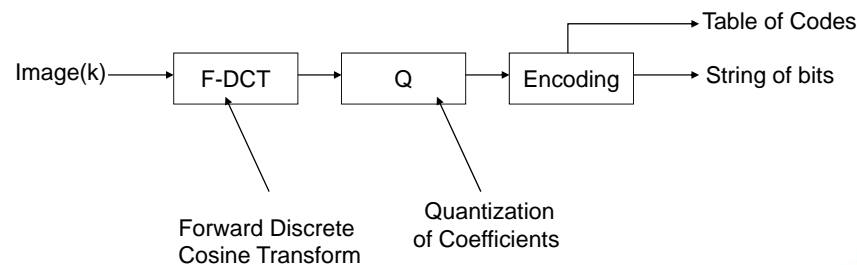 Table of Codes
Image(k)
F-DCT
Q
Encoding
String of bits
Forward Discrete
Cosine Transform
Quantization
of Coefficients